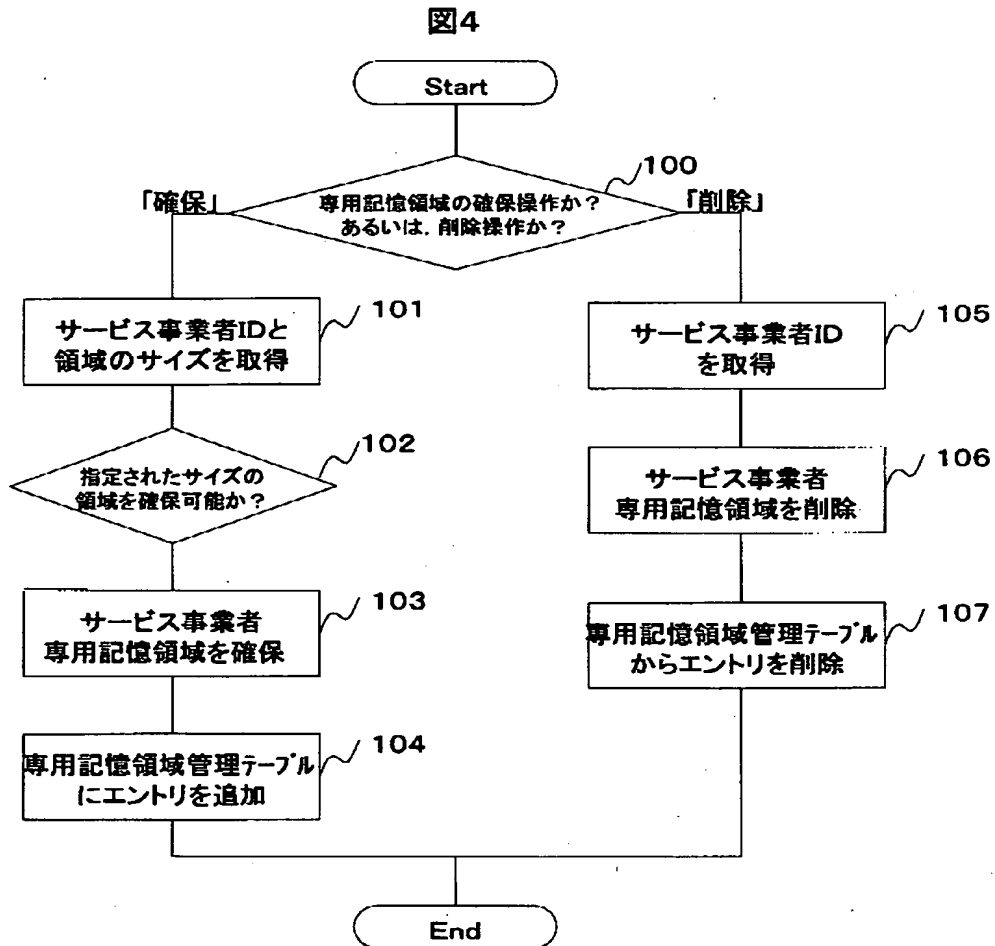 図4
Start
100
専用記憶領域の確保操作か?
あるいは、削除操作か?
「確保」
「削除」
101
サービス事業者IDと
領域のサイズを取得
102
指定されたサイズの
領域を確保可能か?
103
サービス事業者
専用記憶領域を確保
104
専用記憶領域管理テーブル
にエントリを追加
105
サービス事業者ID
を取得
106
サービス事業者
専用記憶領域を削除
107
専用記憶領域管理テーブル
からエントリを削除
End